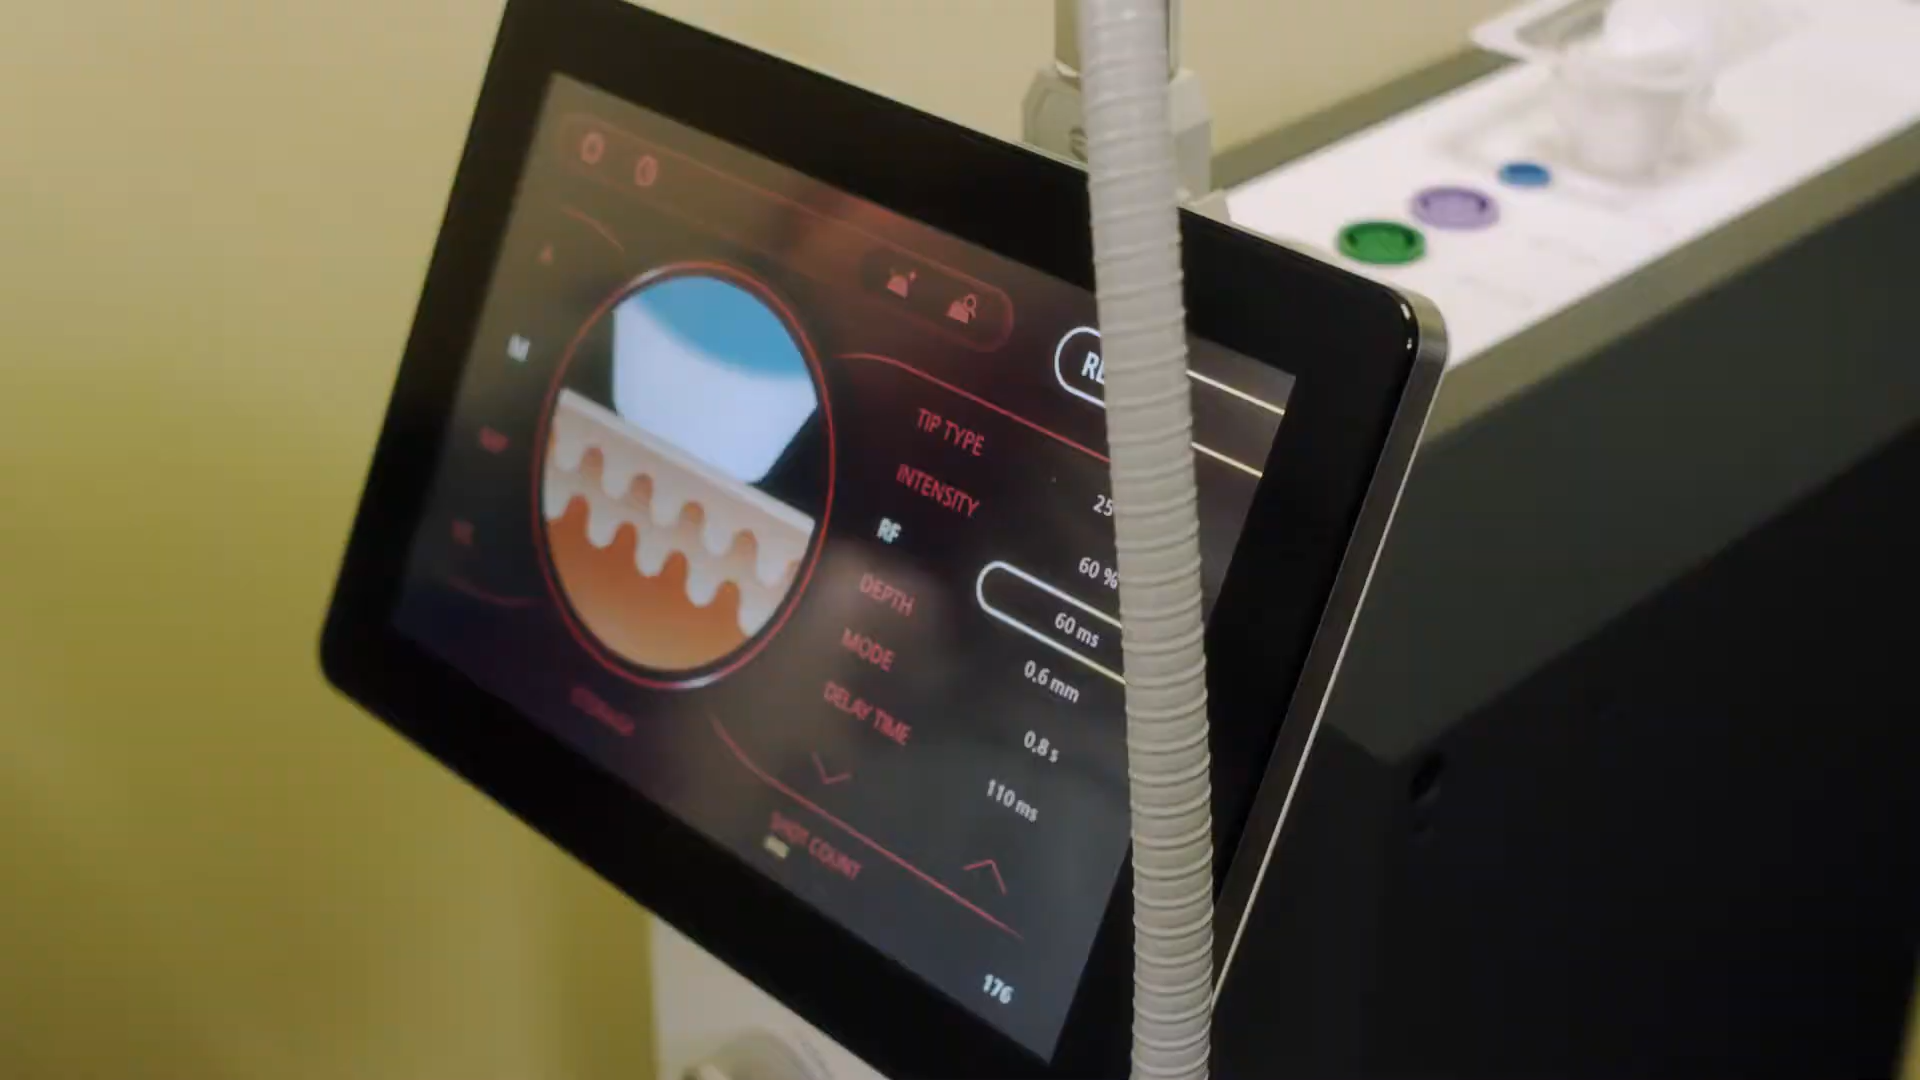 M
TIP TYPE
25
INTENSITY
60 %
RF
60 ms
DEPTH
0.6 mm
MODE
0.8 s
DELAY TIME
110 ms
SHOT COUNT
176